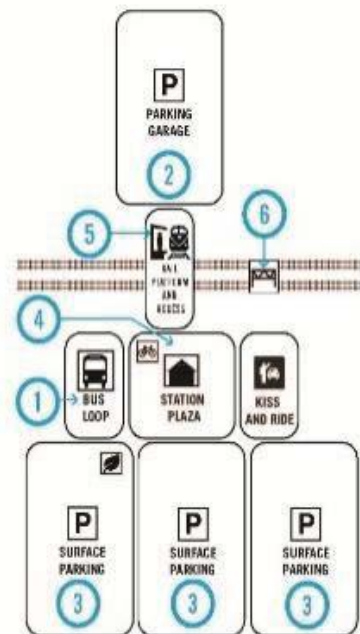 P
PARKING
GARAGE
2
5
6
RAIL
PLATFORM
AND
ACCESS
4
1
BUS
LOOP
STATION
PLAZA
KISS
AND RIDE
P
SURFACE
PARKING
3
P
SURFACE
PARKING
3
P
SURFACE
PARKING
3